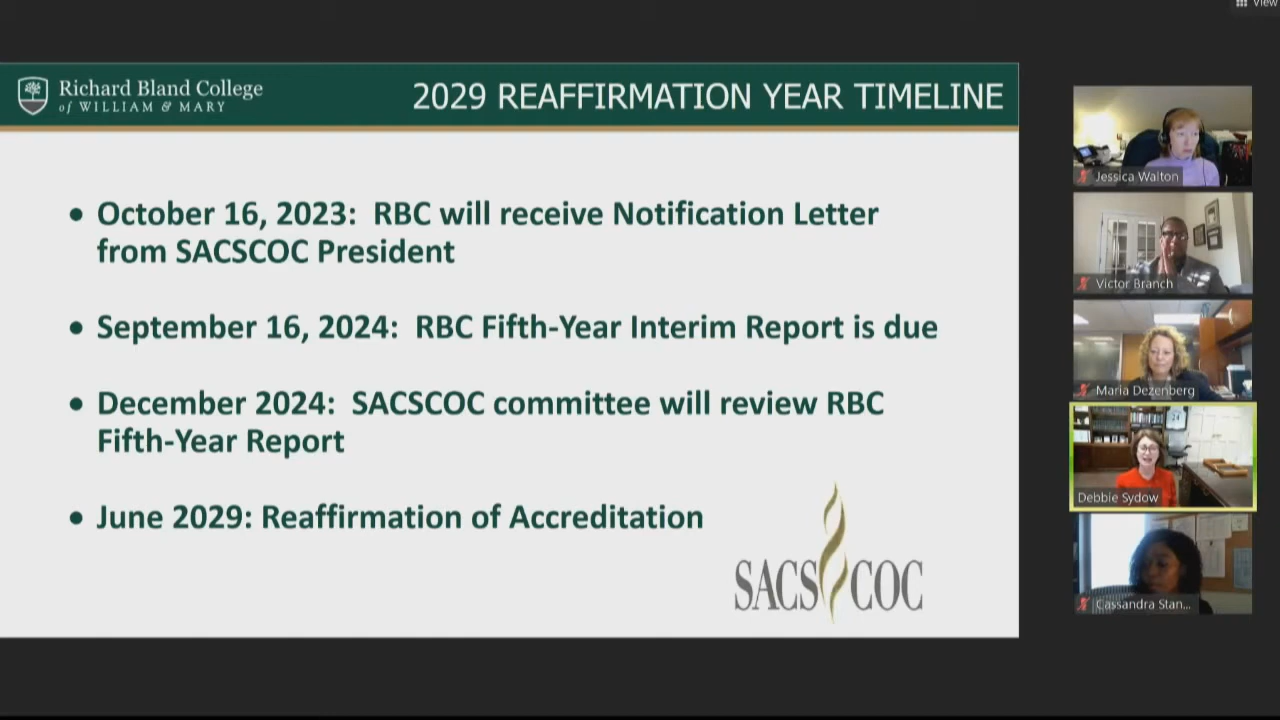 View
Richard Bland College
of WILLIAM & MARY
2029 REAFFIRMATION YEAR TIMELINE
• October 16, 2023: RBC will receive Notification Letter
from SACSCOC President
• September 16, 2024: RBC Fifth-Year Interim Report is due
• December 2024: SACSCOC committee will review RBC
Fifth-Year Report
• June 2029: Reaffirmation of Accreditation
SACS COC
Jessica Walton
Victor Branch
Maria Dezenberg
Debbie Sydow
Cassandra Stan...